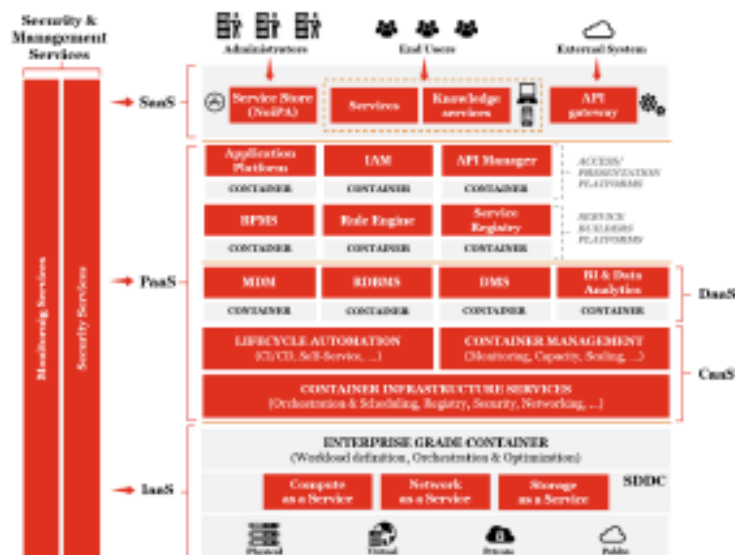 Security &
Management
Services
Administrators
End Users
External System
SaaS
Service Store
(NoiPA)
Services
Knowledge
services
API
gateway
Application
Platform
IAM
API Manager
CONTAINER
CONTAINER
CONTAINER
ACCESS/
PRESENTATION
PLATFORMS
BPMS
Rule Engine
Service
Registry
CONTAINER
CONTAINER
CONTAINER
SERVICE
BUILDERS
PLATFORMS
PaaS
MDM
RDBMS
DMS
BI & Data
Analytics
CONTAINER
CONTAINER
CONTAINER
CONTAINER
DaaS
LIFECYCLE AUTOMATION
(CI/CD, Self-Service, ...)
CONTAINER MANAGEMENT
(Monitoring, Capacity, Scaling, ...)
CaaS
CONTAINER INFRASTRUCTURE SERVICES
(Orchestration & Scheduling, Registry, Security, Networking, ...)
Monitoring Services
Security Services
ENTERPRISE GRADE CONTAINER
(Workload definition, Orchestration & Optimization)
IaaS
Compute
as a Service
Network
as a Service
Storage
as a Service
SDDC
Physical
Virtual
Private
Public